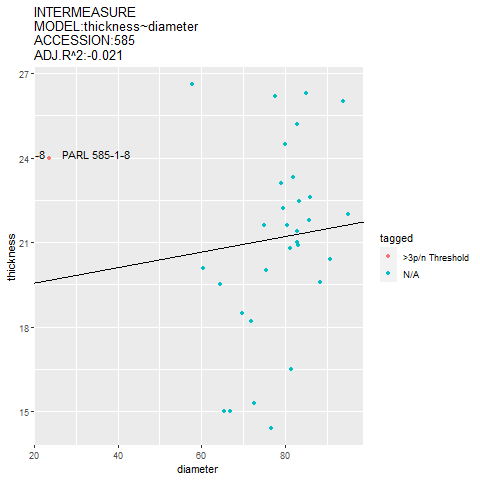 INTERMEASURE
MODEL:thickness~diameter
ACCESSION:585
ADJ.R^2:-0.021
27
24
21
18
15
thickness
-8 PARL 585-1-8
20 40 60 80
diameter
tagged
>3p/n Threshold
N/A